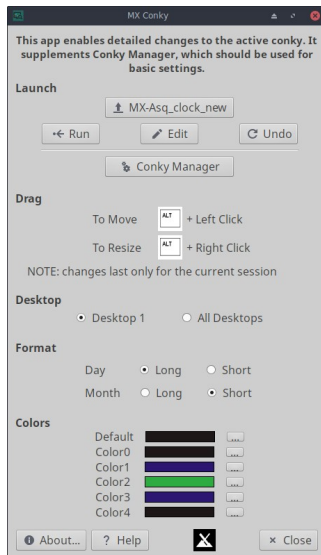 MX Conky
This app enables detailed changes to the active conky. It
supplements Conky Manager, which should be used for
basic settings.
Launch
MX-Asq_clock_new
Run Edit Undo
Conky Manager
Drag
To Move ALT + Left Click
To Resize ALT + Right Click
NOTE: changes last only for the current session
Desktop
Desktop 1 All Desktops
Format
Day Long Short
Month Long Short
Colors
Default ...
Color0 ...
Color1 ...
Color2 ...
Color3 ...
Color4 ...
About... ? Help × Close